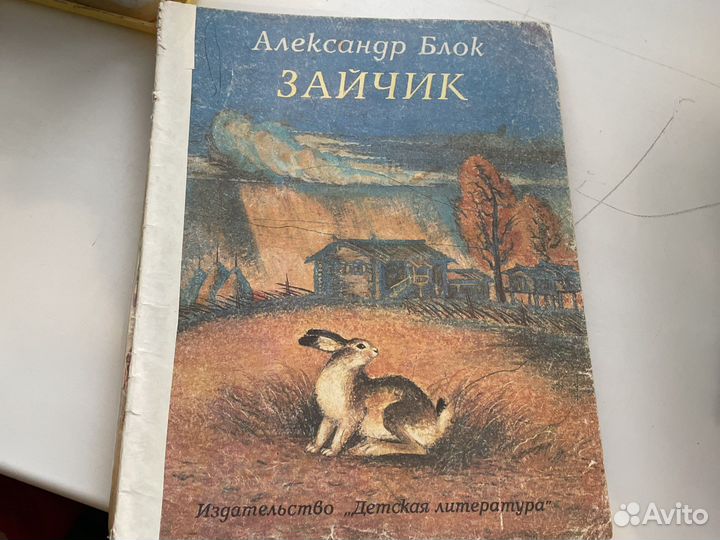 Александр Блок
ЗАЙЧИК
Издательство „Детская литература"
Avito